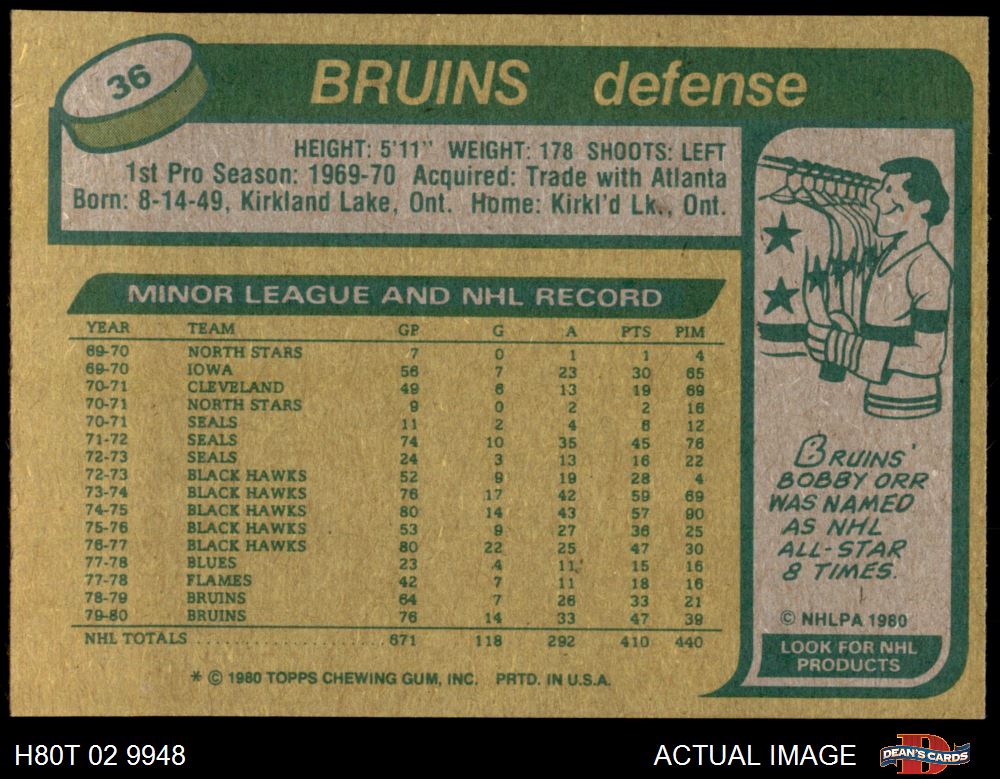 36
BRUINS defense
HEIGHT: 5'11" WEIGHT: 178 SHOOTS: LEFT
1st Pro Season: 1969-70 Acquired: Trade with Atlanta
Born: 8-14-49, Kirkland Lake, Ont. Home: Kirkl'd Lk., Ont.
MINOR LEAGUE AND NHL RECORD
YEAR TEAM GP G A PTS PIM
69-70 NORTH STARS 7 0 1 1 4
69-70 IOWA 56 7 23 30 65
70-71 CLEVELAND 49 6 13 19 69
70-71 NORTH STARS 9 0 2 2 16
70-71 SEALS 11 2 4 6 12
71-72 SEALS 74 10 35 45 76
72-73 SEALS 24 3 13 16 22
72-73 BLACK HAWKS 52 9 19 28 4
73-74 BLACK HAWKS 76 17 42 59 69
74-75 BLACK HAWKS 80 14 43 57 90
75-76 BLACK HAWKS 53 9 27 36 25
76-77 BLACK HAWKS 80 22 25 47 30
77-78 BLUES 23 4 11 15 16
77-78 FLAMES 42 7 11 18 16
78-79 BRUINS 64 7 26 33 21
79-80 BRUINS 76 14 33 47 39
NHL TOTALS .................... 671 118 292 410 440
* © 1980 TOPPS CHEWING GUM, INC. PRTD. IN U.S.A.
BRUINS'
BOBBY ORR
WAS NAMED
AS NHL
ALL-STAR
8 TIMES.
© NHLPA 1980
LOOK FOR NHL
PRODUCTS
H80T 02 9948
ACTUAL IMAGE
DEAN'S CARDS